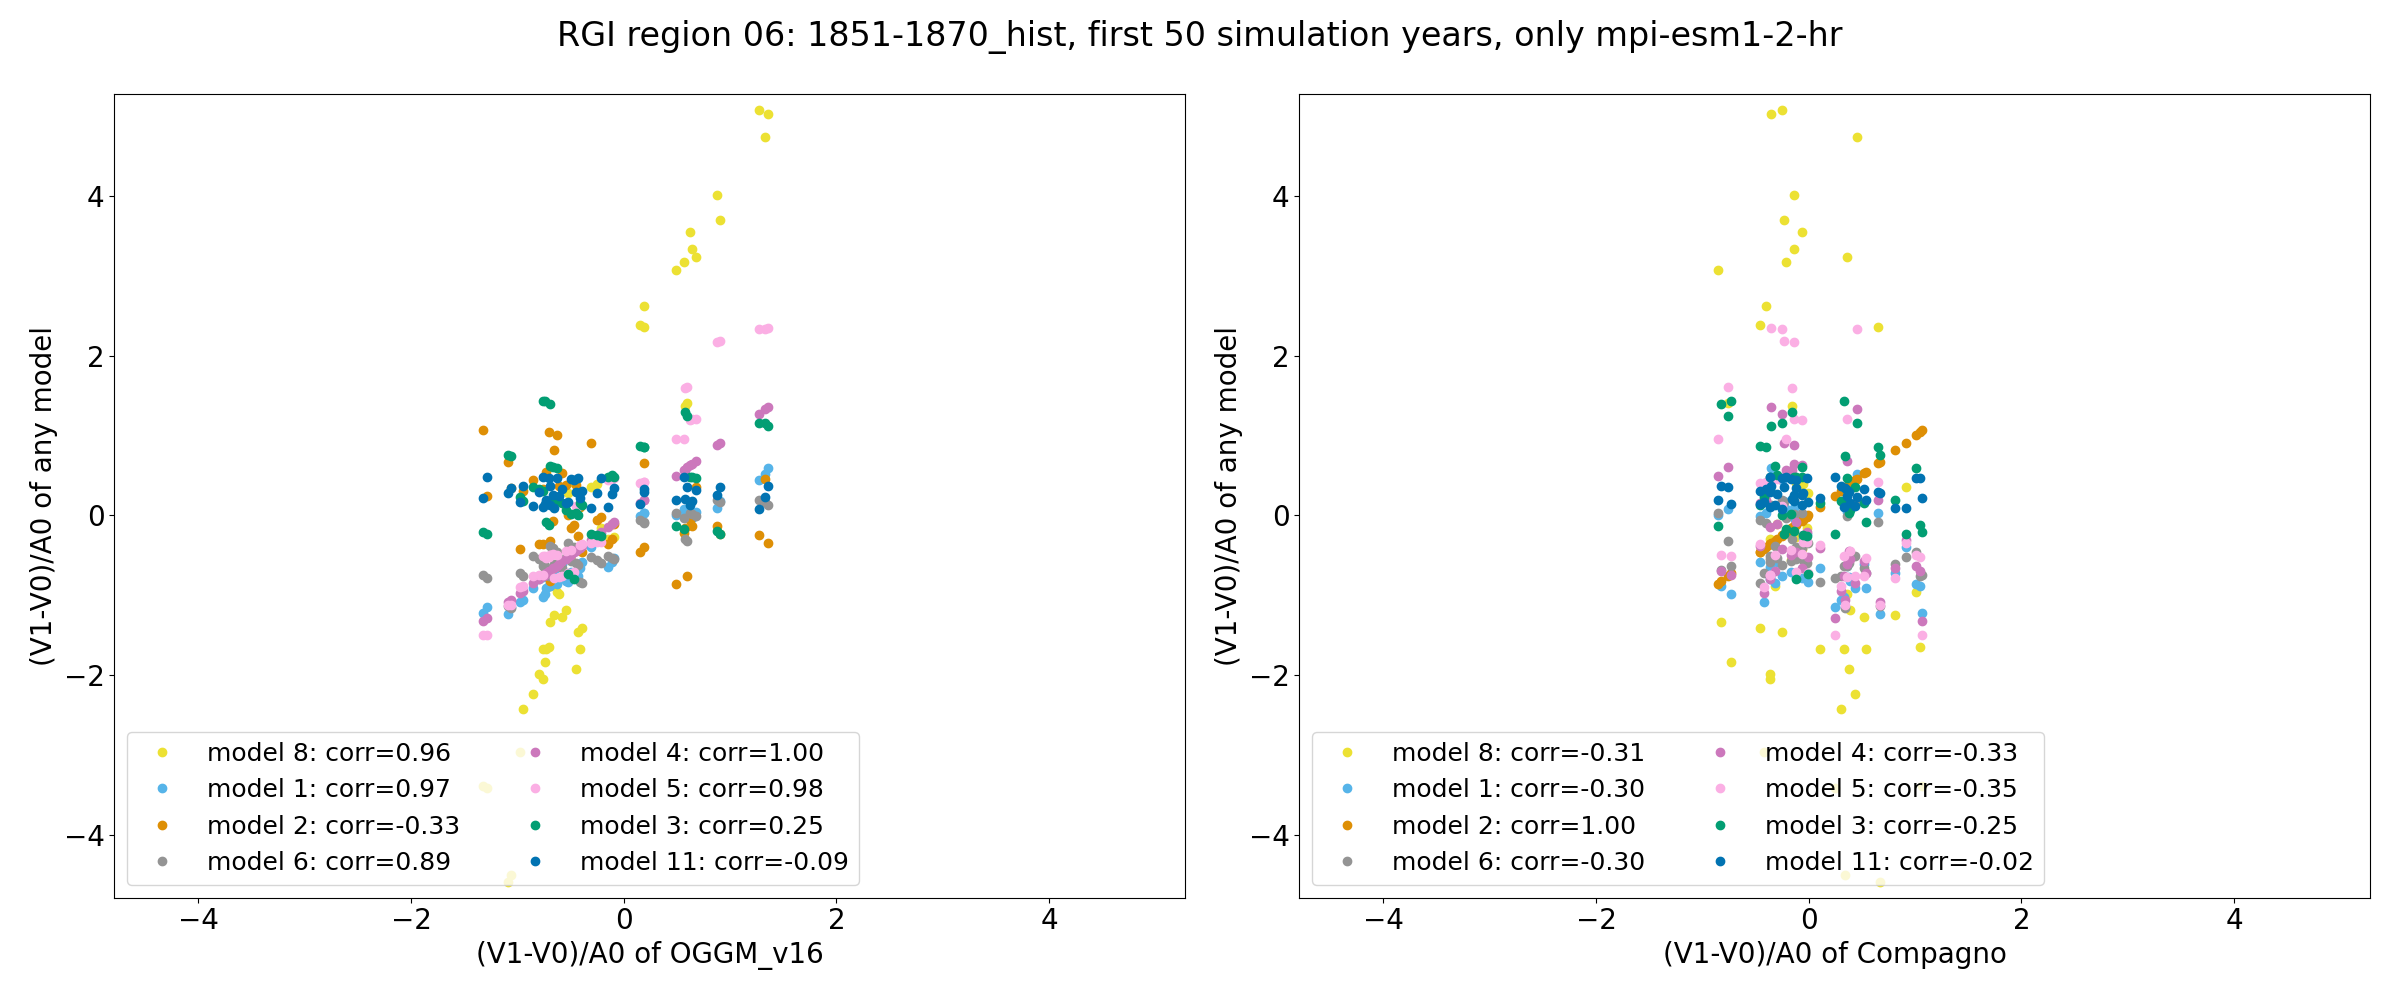 RGI region 06: 1851-1870_hist, first 50 simulation years, only mpi-esm1-2-hr
(V1-V0)/A0 of any model
4
2
0
−2
−4
model 8: corr=0.96
model 1: corr=0.97
model 2: corr=-0.33
model 6: corr=0.89
model 4: corr=1.00
model 5: corr=0.98
model 3: corr=0.25
model 11: corr=-0.09
−4 −2 0 2 4
(V1-V0)/A0 of OGGM_v16
(V1-V0)/A0 of any model
4
2
0
−2
−4
model 8: corr=-0.31
model 1: corr=-0.30
model 2: corr=1.00
model 6: corr=-0.30
model 4: corr=-0.33
model 5: corr=-0.35
model 3: corr=-0.25
model 11: corr=-0.02
−4 −2 0 2 4
(V1-V0)/A0 of Compagno